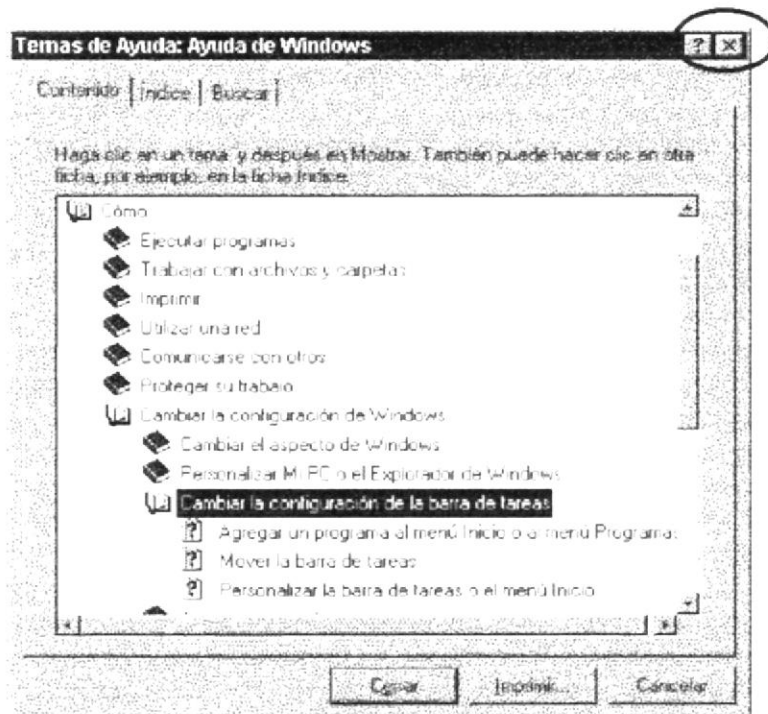 Temas de Ayuda: Ayuda de Windows
Contenido Índice Buscar
Haga clic en un tema y después en Mostrar. También puede hacer clic en otra
ficha, por ejemplo, en la ficha Índice.
Cómo
Ejecutar programas
Trabajar con archivos y carpetas
Imprimir
Utilizar una red
Comunicarse con otros
Proteger su trabajo
Cambiar la configuración de Windows
Cambiar el aspecto de Windows
Personalizar Mi PC o el Explorador de Windows
Cambiar la configuración de la barra de tareas
? Agregar un programa al menú Inicio o al menú Programas
? Mover la barra de tareas
? Personalizar la barra de tareas o el menú Inicio
Cerrar Imprimir... Cancelar